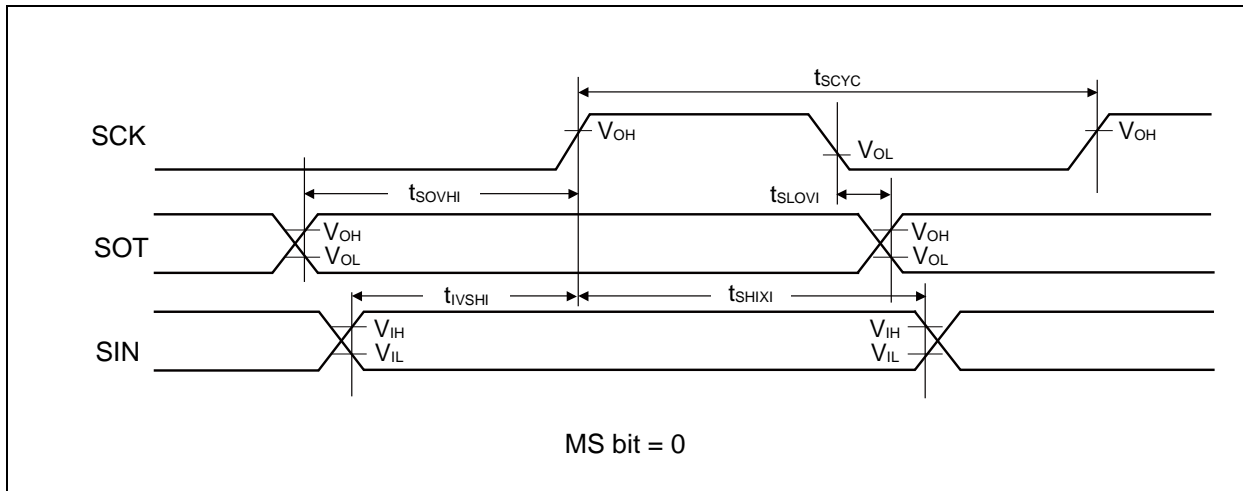 tSCYC
SCK
VOH
VOL
VOH
tSOVHI
tSLOVI
SOT
VOH
VOL
VOH
VOL
tIVSHI
tSHIXI
SIN
VIH
VIL
VIH
VIL
MS bit = 0